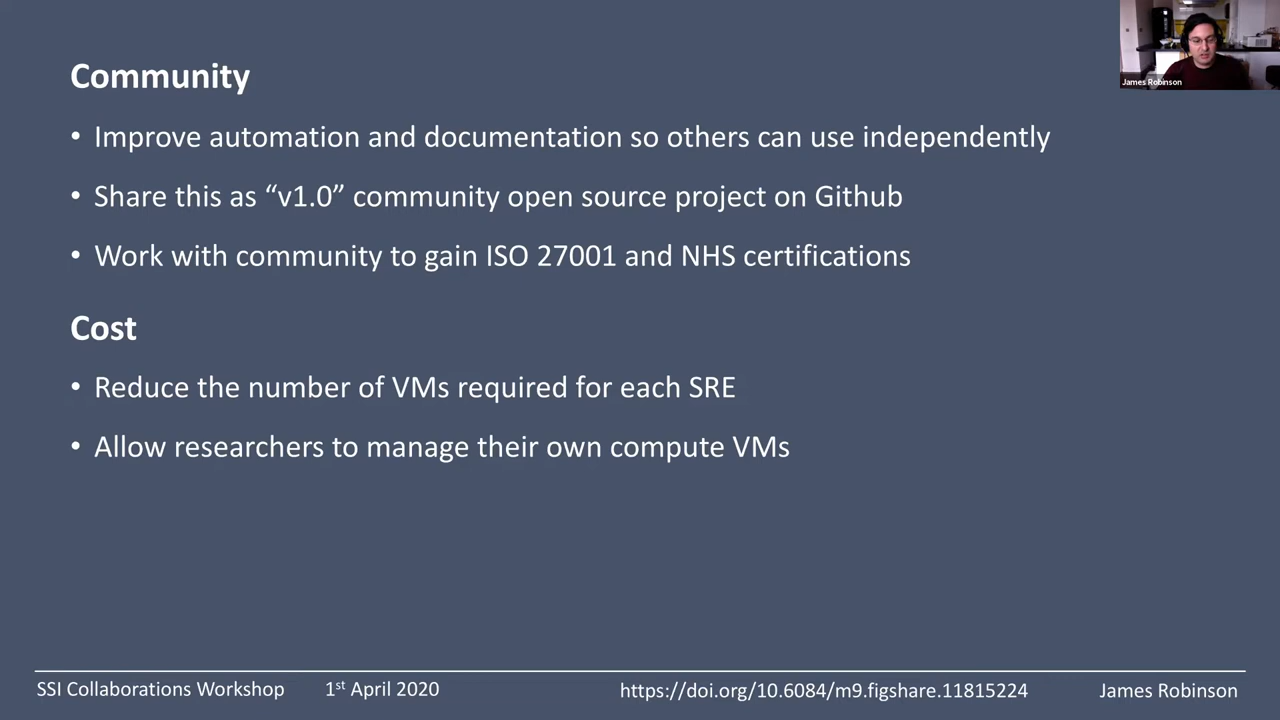 James Robinson
Community
• Improve automation and documentation so others can use independently
• Share this as “v1.0” community open source project on Github
• Work with community to gain ISO 27001 and NHS certifications
Cost
• Reduce the number of VMs required for each SRE
• Allow researchers to manage their own compute VMs
SSI Collaborations Workshop 1st April 2020 https://doi.org/10.6084/m9.figshare.11815224 James Robinson